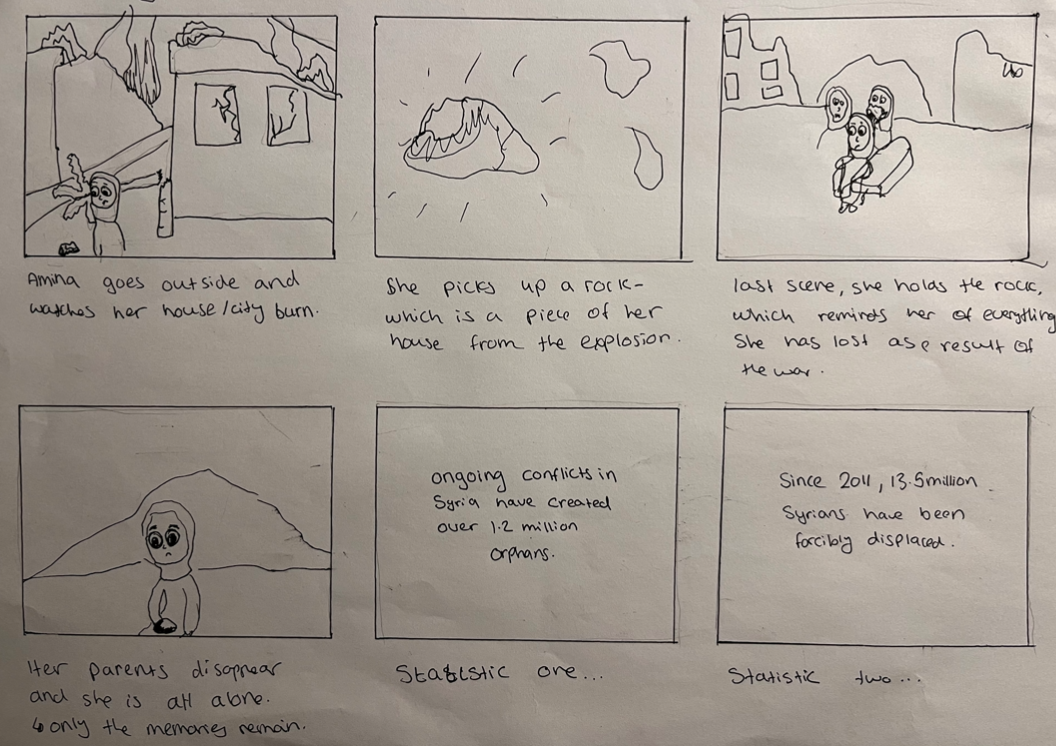 Amina goes outside and
watches her house/city burn.
She picks up a rock-
which is a piece of her
house from the explosion.
last scene, she holds the rock,
which reminds her of everything
She has lost as a result of
the war.
ongoing conflicts in
Syria have created
over 1.2 million
orphans.
Since 2011, 13.5million
Syrians have been
forcibly displaced.
Her parents disapear
and she is all alone.
↳ only the memories remain.
Statistic one...
Statistic two...